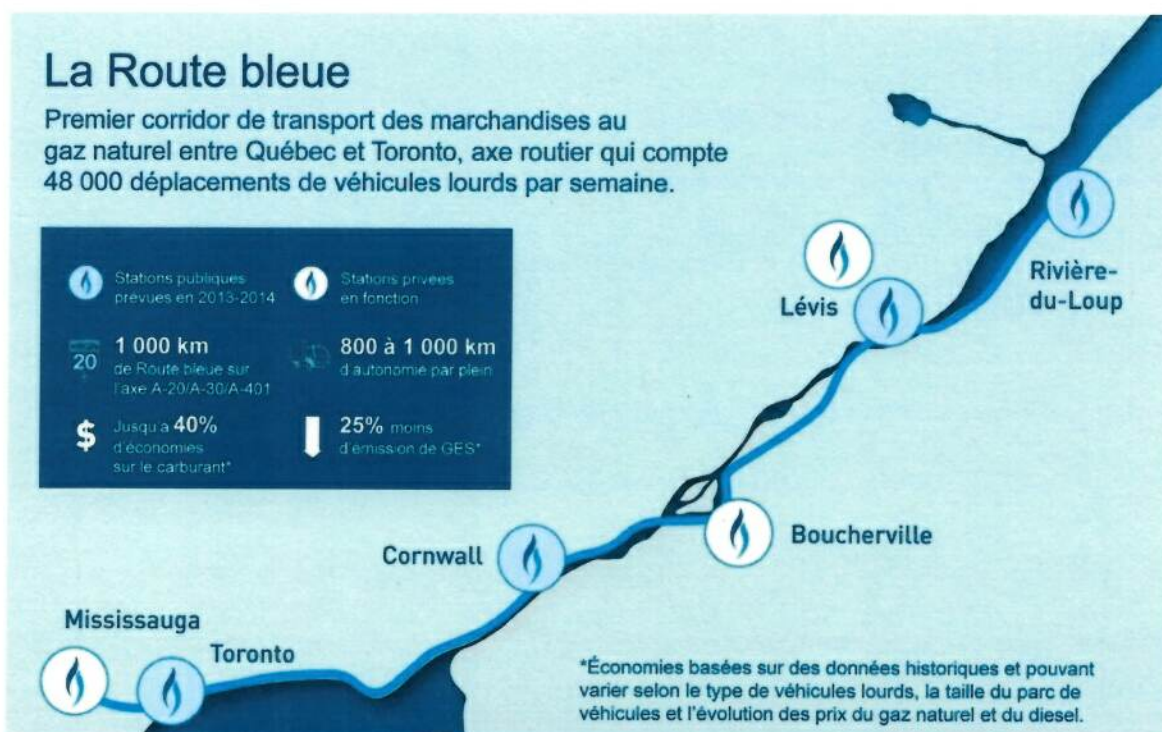 La Route bleue
Premier corridor de transport des marchandises au
gaz naturel entre Québec et Toronto, axe routier qui compte
48 000 déplacements de véhicules lourds par semaine.
Stations publiques
prévues en 2013-2014
Stations privées
en fonction
20
1 000 km
de Route bleue sur
l'axe A-20/A-30/A-401
800 à 1 000 km
d'autonomie par plein
$
Jusqu'à 40%
d'économies
sur le carburant*
25% moins
d'émission de GES*
Rivière-
du-Loup
Lévis
Boucherville
Cornwall
Mississauga
Toronto
*Économies basées sur des données historiques et pouvant
varier selon le type de véhicules lourds, la taille du parc de
véhicules et l'évolution des prix du gaz naturel et du diesel.